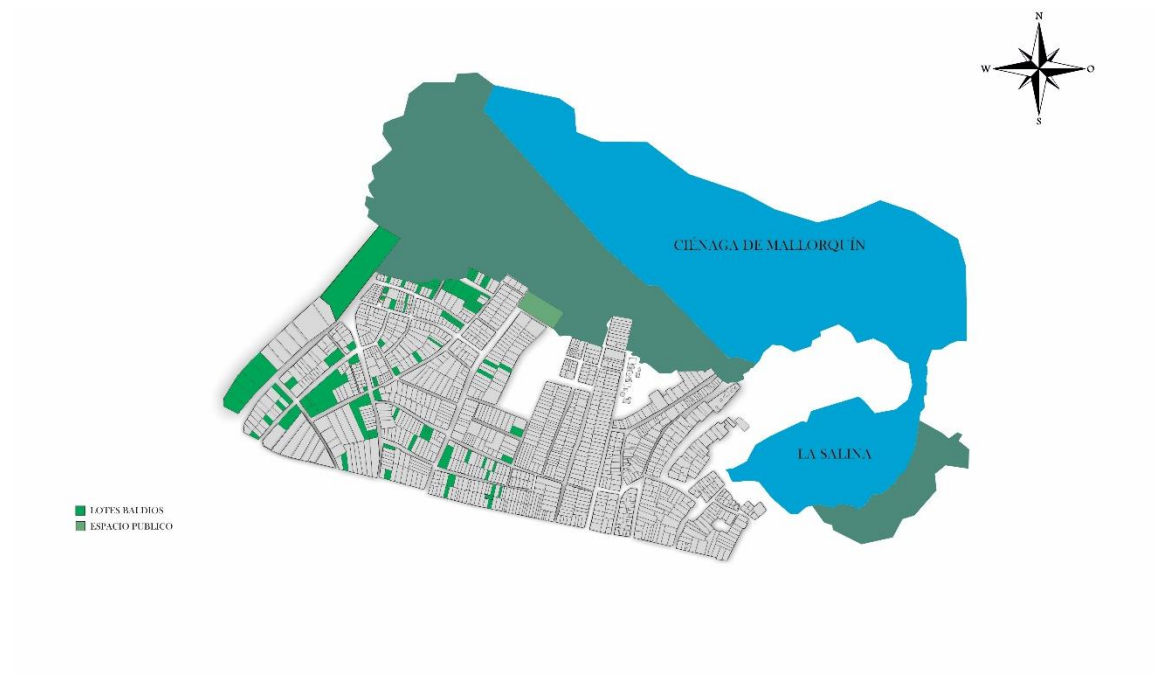 N
W
O
S
CIÉNAGA DE MALLORQUÍN
LA SALINA
LOTES BALDIOS
ESPACIO PUBLICO